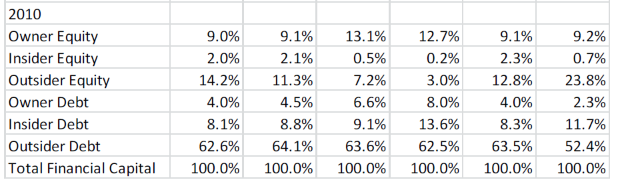 2010
Owner Equity 9.0% 9.1% 13.1% 12.7% 9.1% 9.2%
Insider Equity 2.0% 2.1% 0.5% 0.2% 2.3% 0.7%
Outsider Equity 14.2% 11.3% 7.2% 3.0% 12.8% 23.8%
Owner Debt 4.0% 4.5% 6.6% 8.0% 4.0% 2.3%
Insider Debt 8.1% 8.8% 9.1% 13.6% 8.3% 11.7%
Outsider Debt 62.6% 64.1% 63.6% 62.5% 63.5% 52.4%
Total Financial Capital 100.0% 100.0% 100.0% 100.0% 100.0% 100.0%